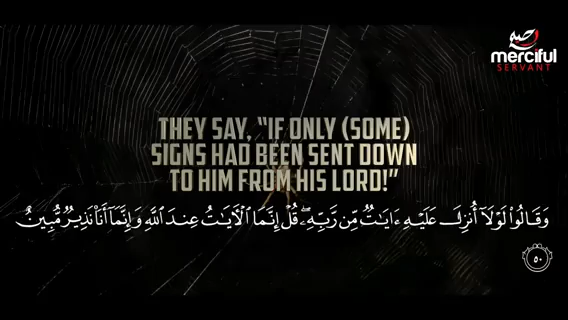 merciful
SERVANT
THEY SAY, "IF ONLY (SOME)
SIGNS HAD BEEN SENT DOWN
TO HIM FROM HIS LORD!"
وَقَالُوا۟ لَوْلَآ أُنزِلَ عَلَيْهِ ءَايَٰتٌ مِّن رَّبِّهِۦ ۖ قُلْ إِنَّمَا ٱلْءَايَٰتُ عِندَ ٱللَّهِ وَإِنَّمَآ أَنَا۠ نَذِيرٌ مُّبِينٌ
٥٠